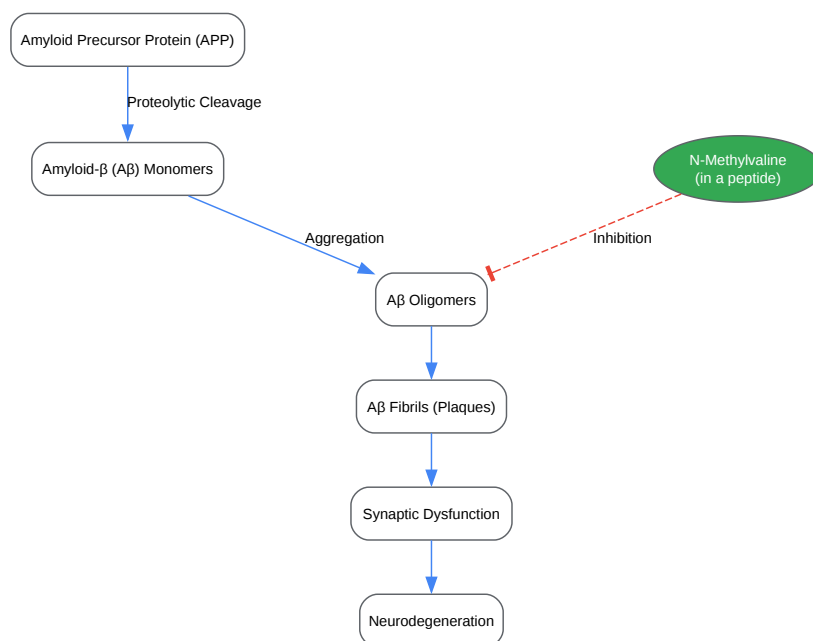 Amyloid Precursor Protein (APP)
Proteolytic Cleavage
Amyloid-β (Aβ) Monomers
N-Methylvaline
(in a peptide)
Aggregation
Inhibition
Aβ Oligomers
Aβ Fibrils (Plaques)
Synaptic Dysfunction
Neurodegeneration